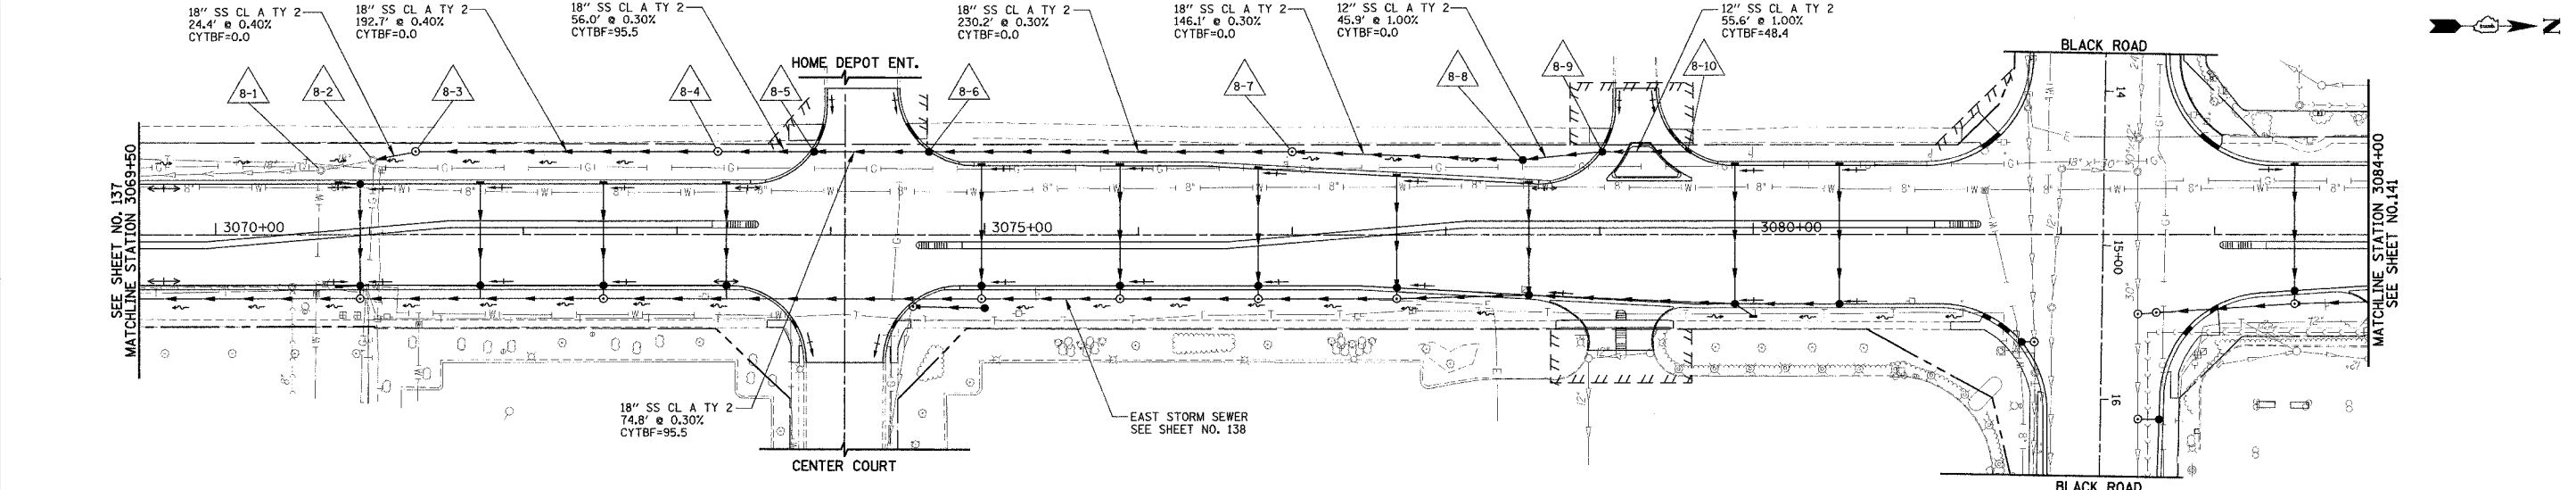 18" SS CL A TY 2
24.4' @ 0.40%
CYTBF=0.0
18" SS CL A TY 2
192.7' @ 0.40%
CYTBF=0.0
18" SS CL A TY 2
56.0' @ 0.30%
CYTBF=95.5
18" SS CL A TY 2
230.2' @ 0.30%
CYTBF=0.0
18" SS CL A TY 2
146.1' @ 0.30%
CYTBF=0.0
12" SS CL A TY 2
45.9' @ 1.00%
CYTBF=0.0
12" SS CL A TY 2
55.6' @ 1.00%
CYTBF=48.4
N
BLACK ROAD
HOME DEPOT ENT.
8-1
8-2
8-3
8-4
8-5
8-6
8-7
8-8
8-9
8-10
14
SEE SHEET NO. 137
MATCHLINE STATION 3069+50
3070+00
3075+00
3080+00
15+00
MATCHLINE STATION 3084+00
SEE SHEET NO.141
16
18" SS CL A TY 2
74.8' @ 0.30%
CYTBF=95.5
EAST STORM SEWER
SEE SHEET NO. 138
CENTER COURT
BLACK ROAD